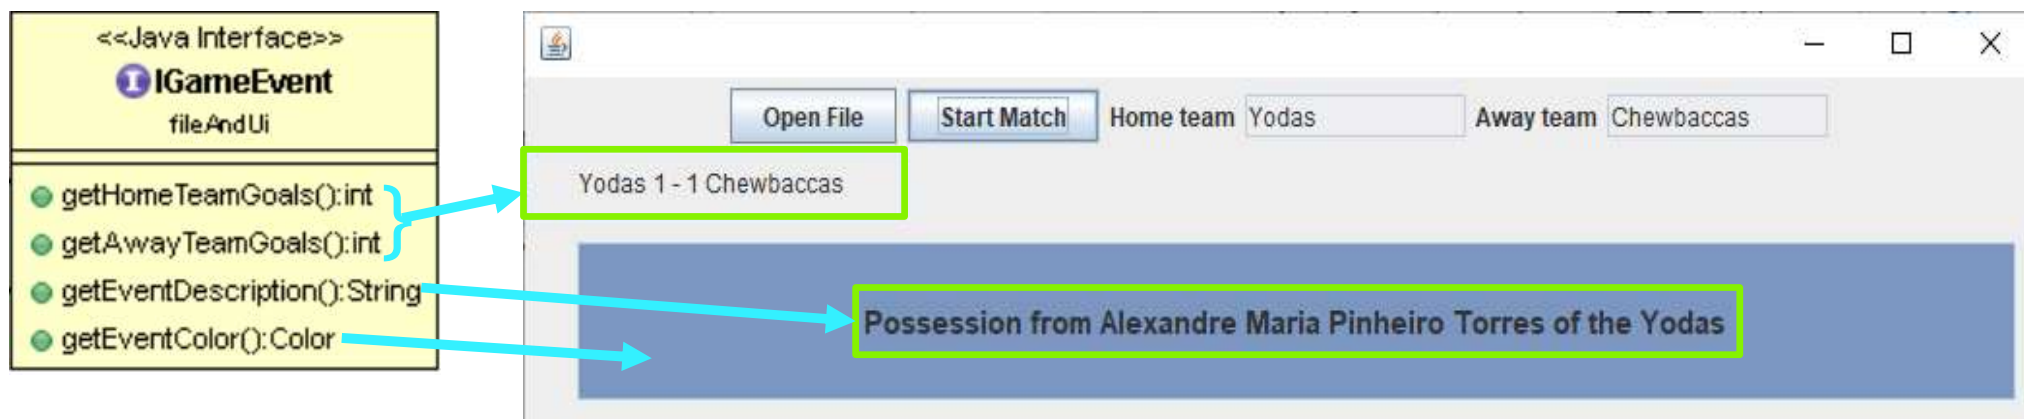 <<Java Interface>>
IGameEvent
fileAndUi
getHomeTeamGoals():int
getAwayTeamGoals():int
getEventDescription():String
getEventColor():Color
Open File Start Match Home team Yodas Away team Chewbaccas
Yodas 1 - 1 Chewbaccas
Possession from Alexandre Maria Pinheiro Torres of the Yodas